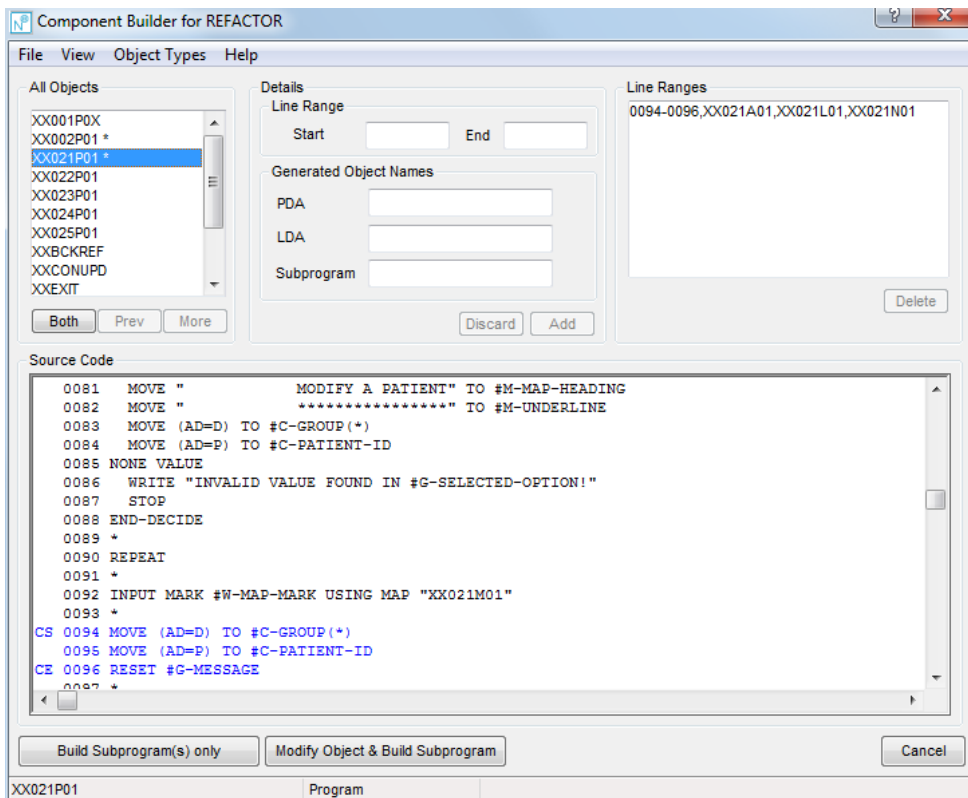 Component Builder for REFACTOR
? X
File View Object Types Help
All Objects
XX001P0X
XX002P01 *
XX021P01 *
XX022P01
XX023P01
XX024P01
XX025P01
XXBCKREF
XXCONUPD
XXEXIT
Both Prev More
Details
Line Range
Start End
Generated Object Names
PDA
LDA
Subprogram
Discard Add
Line Ranges
0094-0096,XX021A01,XX021L01,XX021N01
Delete
Source Code
0081 MOVE " MODIFY A PATIENT" TO #M-MAP-HEADING
0082 MOVE " ****************" TO #M-UNDERLINE
0083 MOVE (AD=D) TO #C-GROUP(*)
0084 MOVE (AD=P) TO #C-PATIENT-ID
0085 NONE VALUE
0086 WRITE "INVALID VALUE FOUND IN #G-SELECTED-OPTION!"
0087 STOP
0088 END-DECIDE
0089 *
0090 REPEAT
0091 *
0092 INPUT MARK #W-MAP-MARK USING MAP "XX021M01"
0093 *
CS 0094 MOVE (AD=D) TO #C-GROUP(*)
0095 MOVE (AD=P) TO #C-PATIENT-ID
CE 0096 RESET #G-MESSAGE
0097 *
Build Subprogram(s) only Modify Object & Build Subprogram Cancel
XX021P01 Program